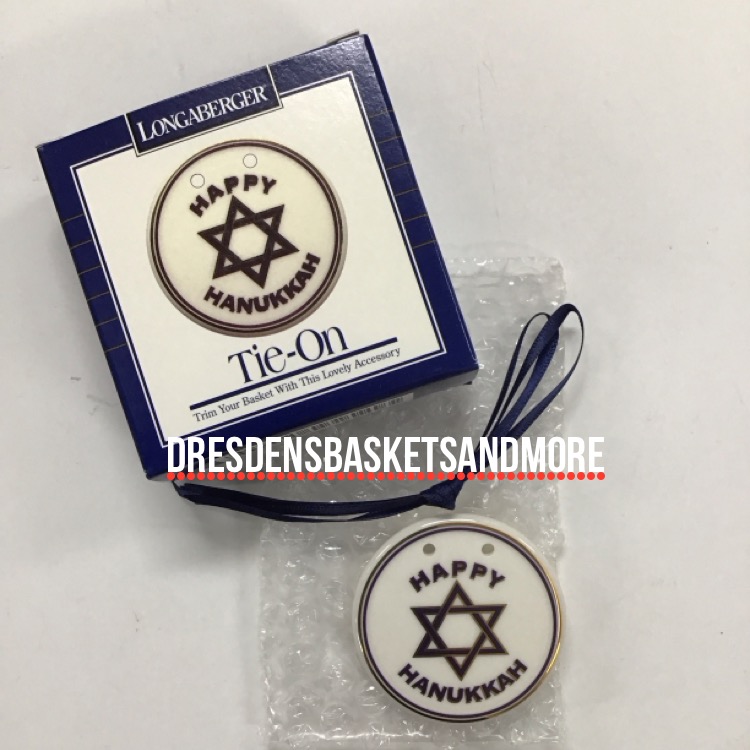 LONGABERGER
HAPPY
HANUKKAH
Tie-On
Trim Your Basket With This Lovely Accessory
DRESDENSBASKETSANDMORE
HAPPY
HANUKKAH